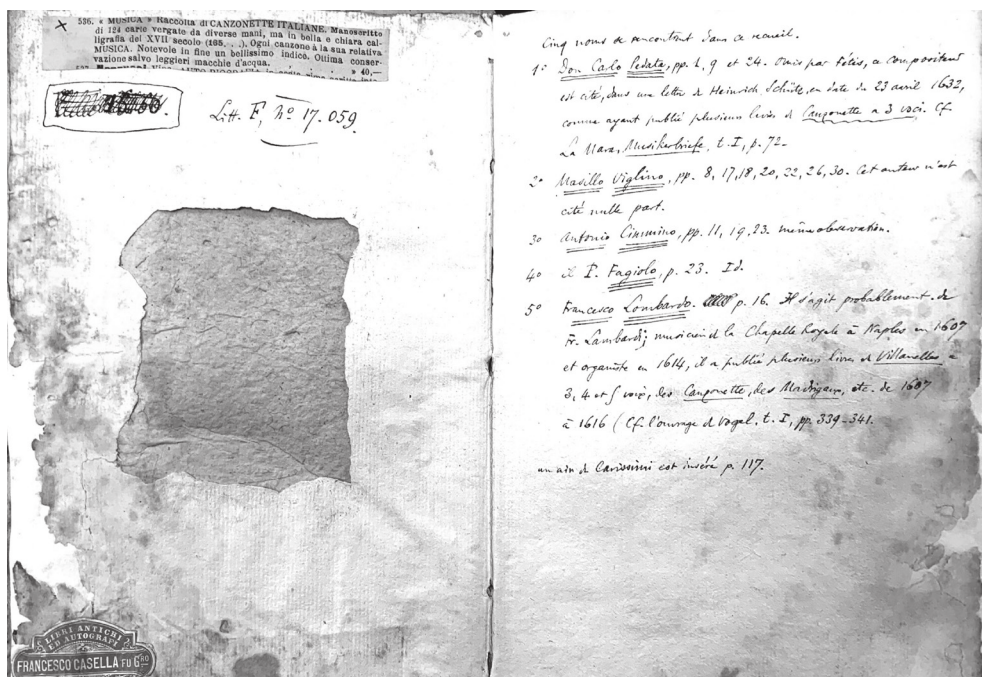 536. « MUSICA » Raccolta di CANZONETTE ITALIANE. Manoscritto
di 124 carte vergate da diverse mani, ma in bella e chiara cal-
ligrafia del XVII secolo (165. . .). Ogni canzone à la sua relativa
MUSICA. Notevole in fine un bellissimo indice. Ottima conser-
vazione salvo leggieri macchie d'acqua. . . . » 40,—
Litt. F, No 17.059.
LIBRI ANTICHI
ED AUTOGRAFI
FRANCESCO CASELLA FU GRO
Cinq noms se rencontrent dans ce recueil.
1o Don Carlo Pedata, pp. 1, 9 et 24. Omis par Fétis, ce compositeur
est cité, dans une lettre de Heinrich Schütz, en date du 23 avril 1632,
comme ayant publié plusieurs livres de Canzonette a 3 voci. Cf.
La Mara, Musikerbriefe, t. I, p. 72.
2o Masillo Viglino, pp. 8, 17, 18, 20, 22, 26, 30. Cet auteur n'est
cité nulle part.
3o Antonio Cimmino, pp. 11, 19, 23. même observation.
4o il P. Fagiolo, p. 23. Id.
5o Francesco Lombardo. p. 16. Il s'agit probablement de
Fr. Lambardi; musicien de la Chapelle Royale à Naples en 1607
et organiste en 1614, il a publié plusieurs livres de Villanelles à
3, 4 et 5 voix, des Canzonette, des Madrigaux, etc. de 1607
à 1616 (Cf. l'ouvrage de Vogel, t. I, pp. 339-341.
un air de Carissimi est inséré p. 117.